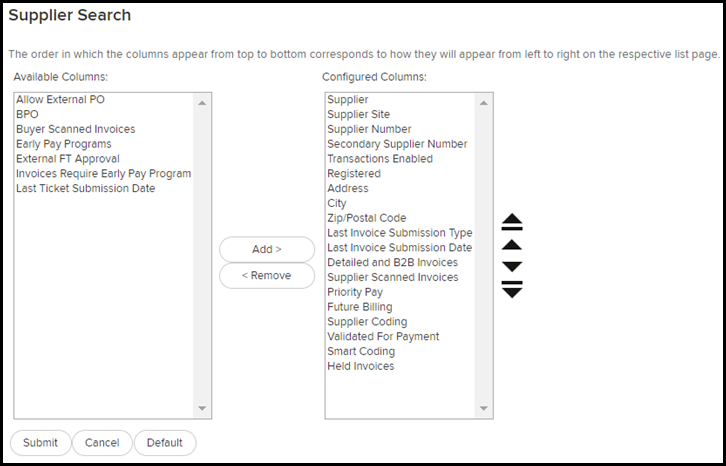 Supplier Search
The order in which the columns appear from top to bottom corresponds to how they will appear from left to right on the respective list page.
Available Columns:
Allow External PO
BPO
Buyer Scanned Invoices
Early Pay Programs
External FT Approval
Invoices Require Early Pay Program
Last Ticket Submission Date
Add >
< Remove
Configured Columns:
Supplier
Supplier Site
Supplier Number
Secondary Supplier Number
Transactions Enabled
Registered
Address
City
Zip/Postal Code
Last Invoice Submission Type
Last Invoice Submission Date
Detailed and B2B Invoices
Supplier Scanned Invoices
Priority Pay
Future Billing
Supplier Coding
Validated For Payment
Smart Coding
Held Invoices
Submit
Cancel
Default